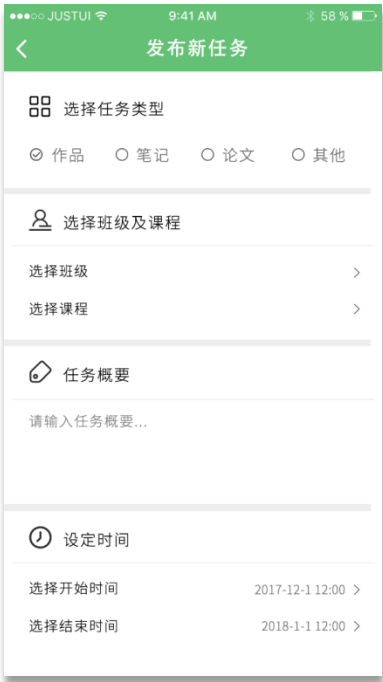 JUSTUI 9:41 AM 58 %
发布新任务
选择任务类型
作品 笔记 论文 其他
选择班级及课程
选择班级
选择课程
任务概要
请输入任务概要...
设定时间
选择开始时间 2017-12-1 12:00
选择结束时间 2018-1-1 12:00